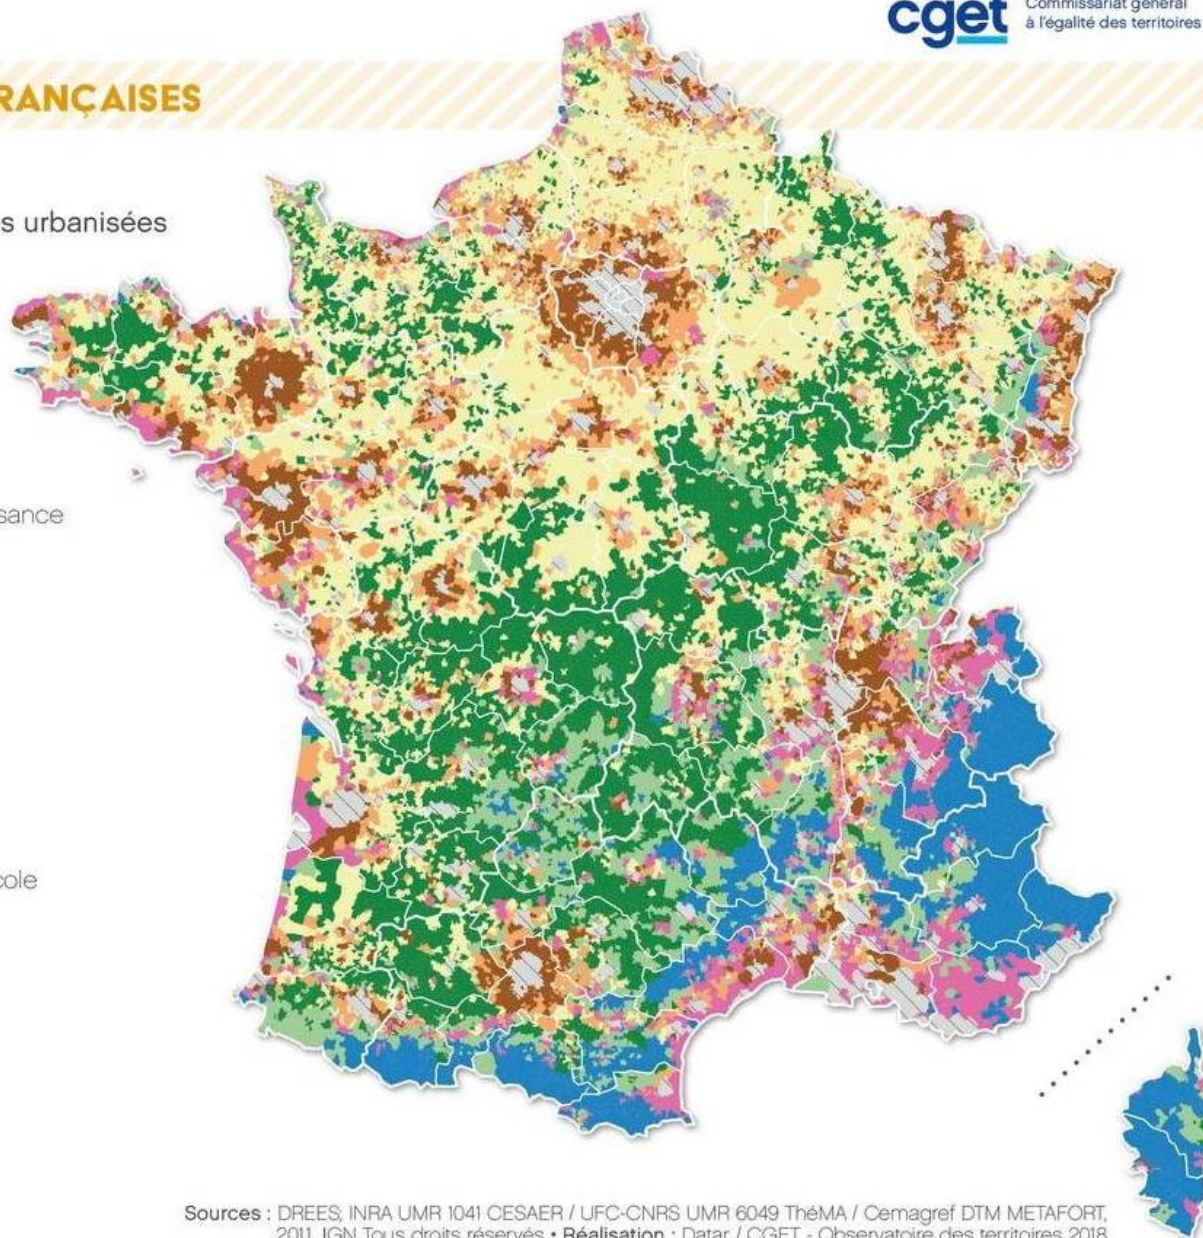 cget
Commissariat général
à l'égalité des territoires
RANÇAISES
s urbanisées
sance
cole
Sources : DREES, INRA UMR 1041 CESAER / UFC-CNRS UMR 6049 ThéMA / Cemagref DTM METAFORT,
2011, IGN Tous droits réservés • Réalisation : Datar / CGET - Observatoire des territoires 2018